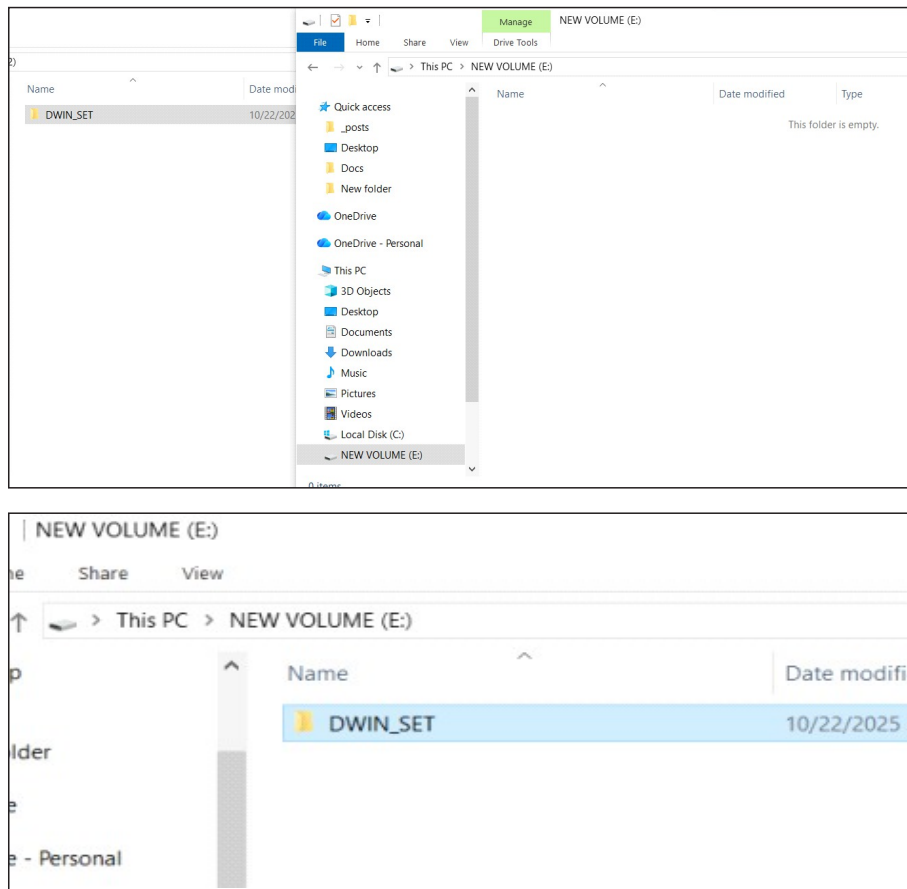 NEW VOLUME (E:)
Manage
File Home Share View Drive Tools
This PC > NEW VOLUME (E:)
2)
Name Date modi
DWIN_SET 10/22/202
Name Date modified Type
This folder is empty.
Quick access
_posts
Desktop
Docs
New folder
OneDrive
OneDrive - Personal
This PC
3D Objects
Desktop
Documents
Downloads
Music
Pictures
Videos
Local Disk (C:)
NEW VOLUME (E:)
0 items
NEW VOLUME (E:)
ne Share View
This PC > NEW VOLUME (E:)
p
Name Date modifi
DWIN_SET 10/22/2025
lder
e
e - Personal